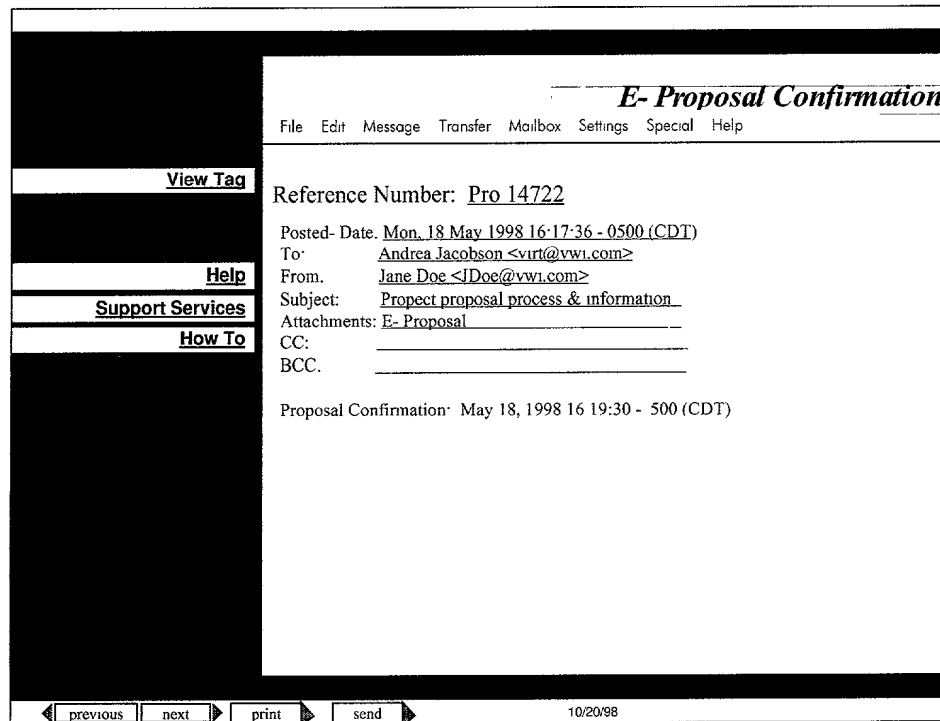 E- Proposal Confirmation
File Edit Message Transfer Mailbox Settings Special Help
View Tag
Reference Number: Pro 14722
Posted- Date. Mon, 18 May 1998 16·17·36 - 0500 (CDT)
To· Andrea Jacobson <virt@vwi.com>
Help
From. Jane Doe <JDoe@vwi.com>
Support Services
Subject: Propect proposal process & information
Attachments: E- Proposal
How To
CC:
BCC.
Proposal Confirmation· May 18, 1998 16 19:30 - 500 (CDT)
previous next print send 10/20/98